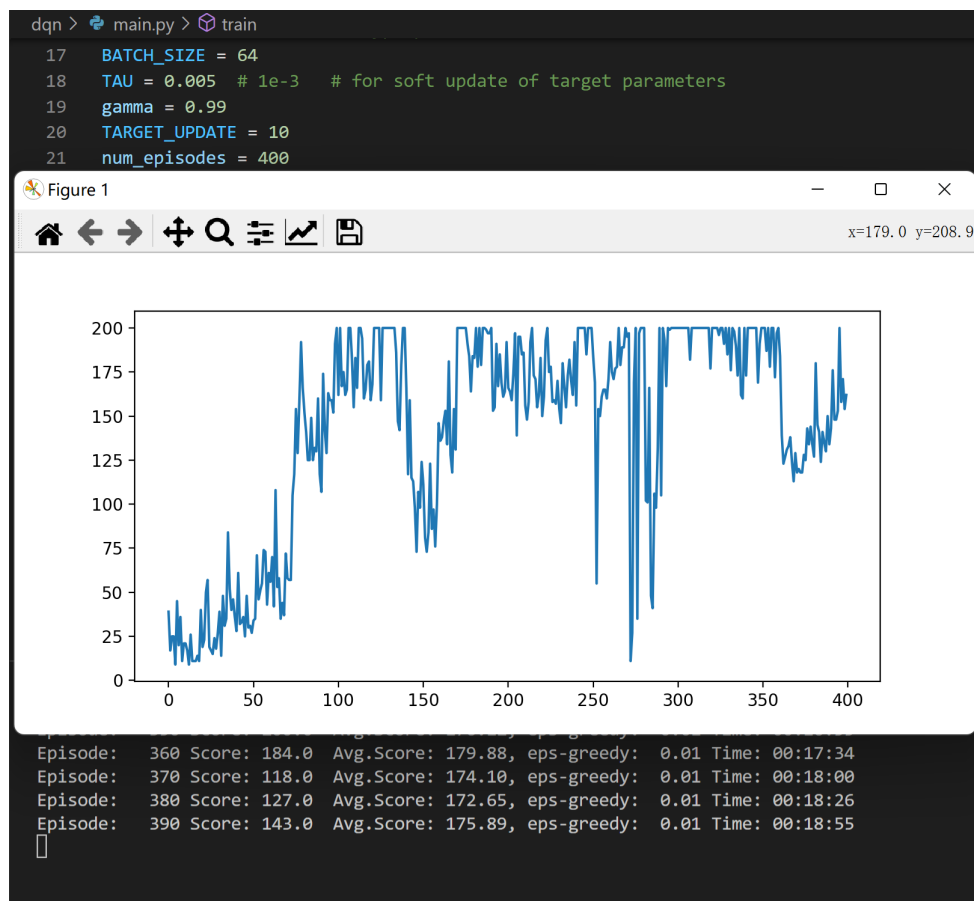 dqn > main.py > train
17 BATCH_SIZE = 64
18 TAU = 0.005 # 1e-3 # for soft update of target parameters
19 gamma = 0.99
20 TARGET_UPDATE = 10
21 num_episodes = 400
Figure 1
x=179.0 y=208.9
200
175
150
125
100
75
50
25
0
0 50 100 150 200 250 300 350 400
Episode: 360 Score: 184.0 Avg.Score: 179.88, eps-greedy: 0.01 Time: 00:17:34
Episode: 370 Score: 118.0 Avg.Score: 174.10, eps-greedy: 0.01 Time: 00:18:00
Episode: 380 Score: 127.0 Avg.Score: 172.65, eps-greedy: 0.01 Time: 00:18:26
Episode: 390 Score: 143.0 Avg.Score: 175.89, eps-greedy: 0.01 Time: 00:18:55